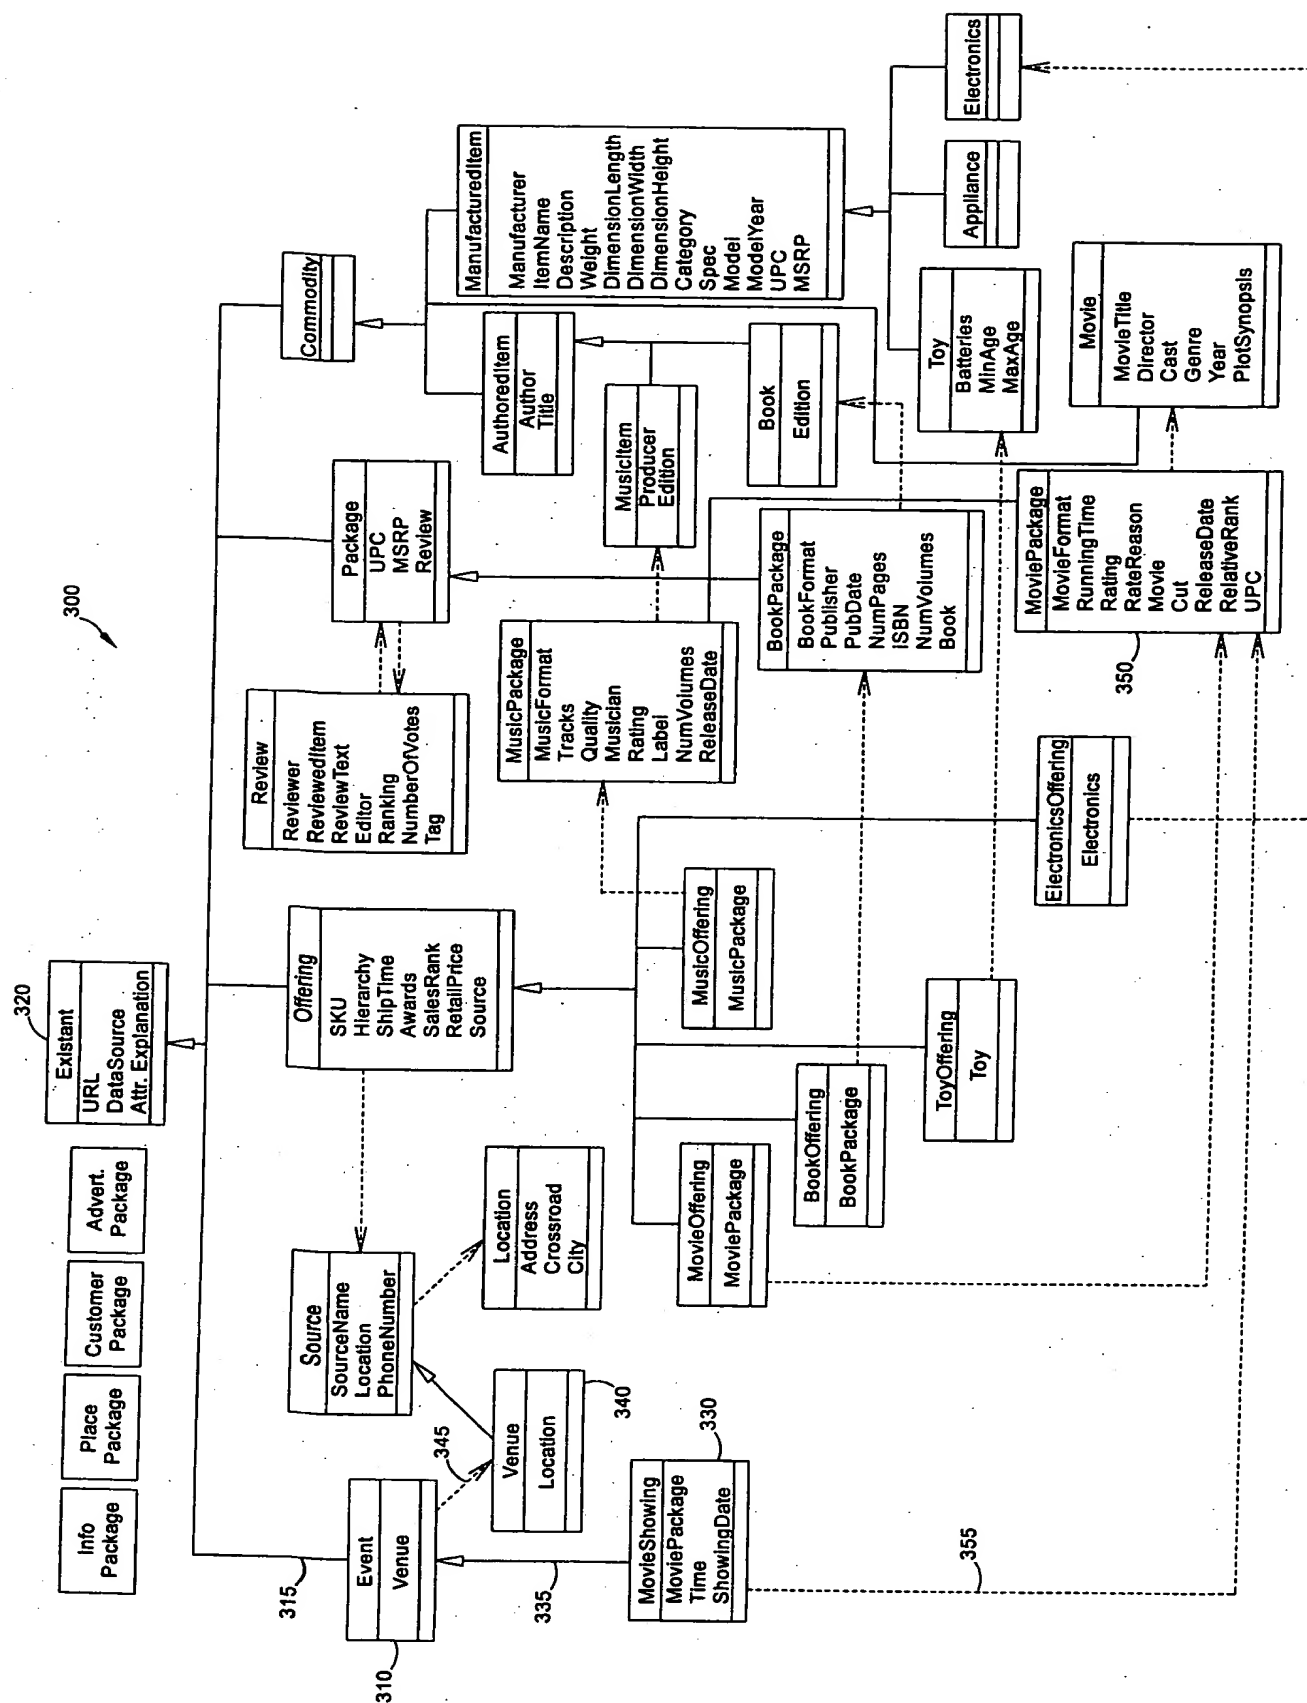 300
Info
Package
Place
Package
Customer
Package
Advert.
Package
320
Existant
URL
DataSource
Attr. Explanation
315
310
Event
Venue
345
Source
SourceName
Location
PhoneNumber
Offering
SKU
Hierarchy
ShipTime
Awards
SalesRank
RetailPrice
Source
Review
Reviewer
ReviewedItem
ReviewText
Editor
Ranking
NumberOfVotes
Tag
Package
UPC
MSRP
Review
Commodity
335
Venue
Location
340
Location
Address
Crossroad
City
MusicPackage
MusicFormat
Tracks
Quality
Musician
Rating
Label
NumVolumes
ReleaseDate
AuthoredItem
Author
Title
ManufacturedItem
Manufacturer
ItemName
Description
Weight
DimensionLength
DimensionWidth
DimensionHeight
Category
Spec
Model
ModelYear
UPC
MSRP
MusicItem
Producer
Edition
MovieShowing
MoviePackage
Time
ShowingDate
330
MovieOffering
MoviePackage
MusicOffering
MusicPackage
Book
Edition
BookOffering
BookPackage
BookPackage
BookFormat
Publisher
PubDate
NumPages
ISBN
NumVolumes
Book
ToyOffering
Toy
Toy
Batteries
MinAge
MaxAge
Appliance
Electronics
355
ElectronicsOffering
Electronics
MoviePackage
MovieFormat
RunningTime
Rating
RateReason
Movie
Cut
ReleaseDate
RelativeRank
UPC
350
Movie
MovieTitle
Director
Cast
Genre
Year
PlotSynopsis